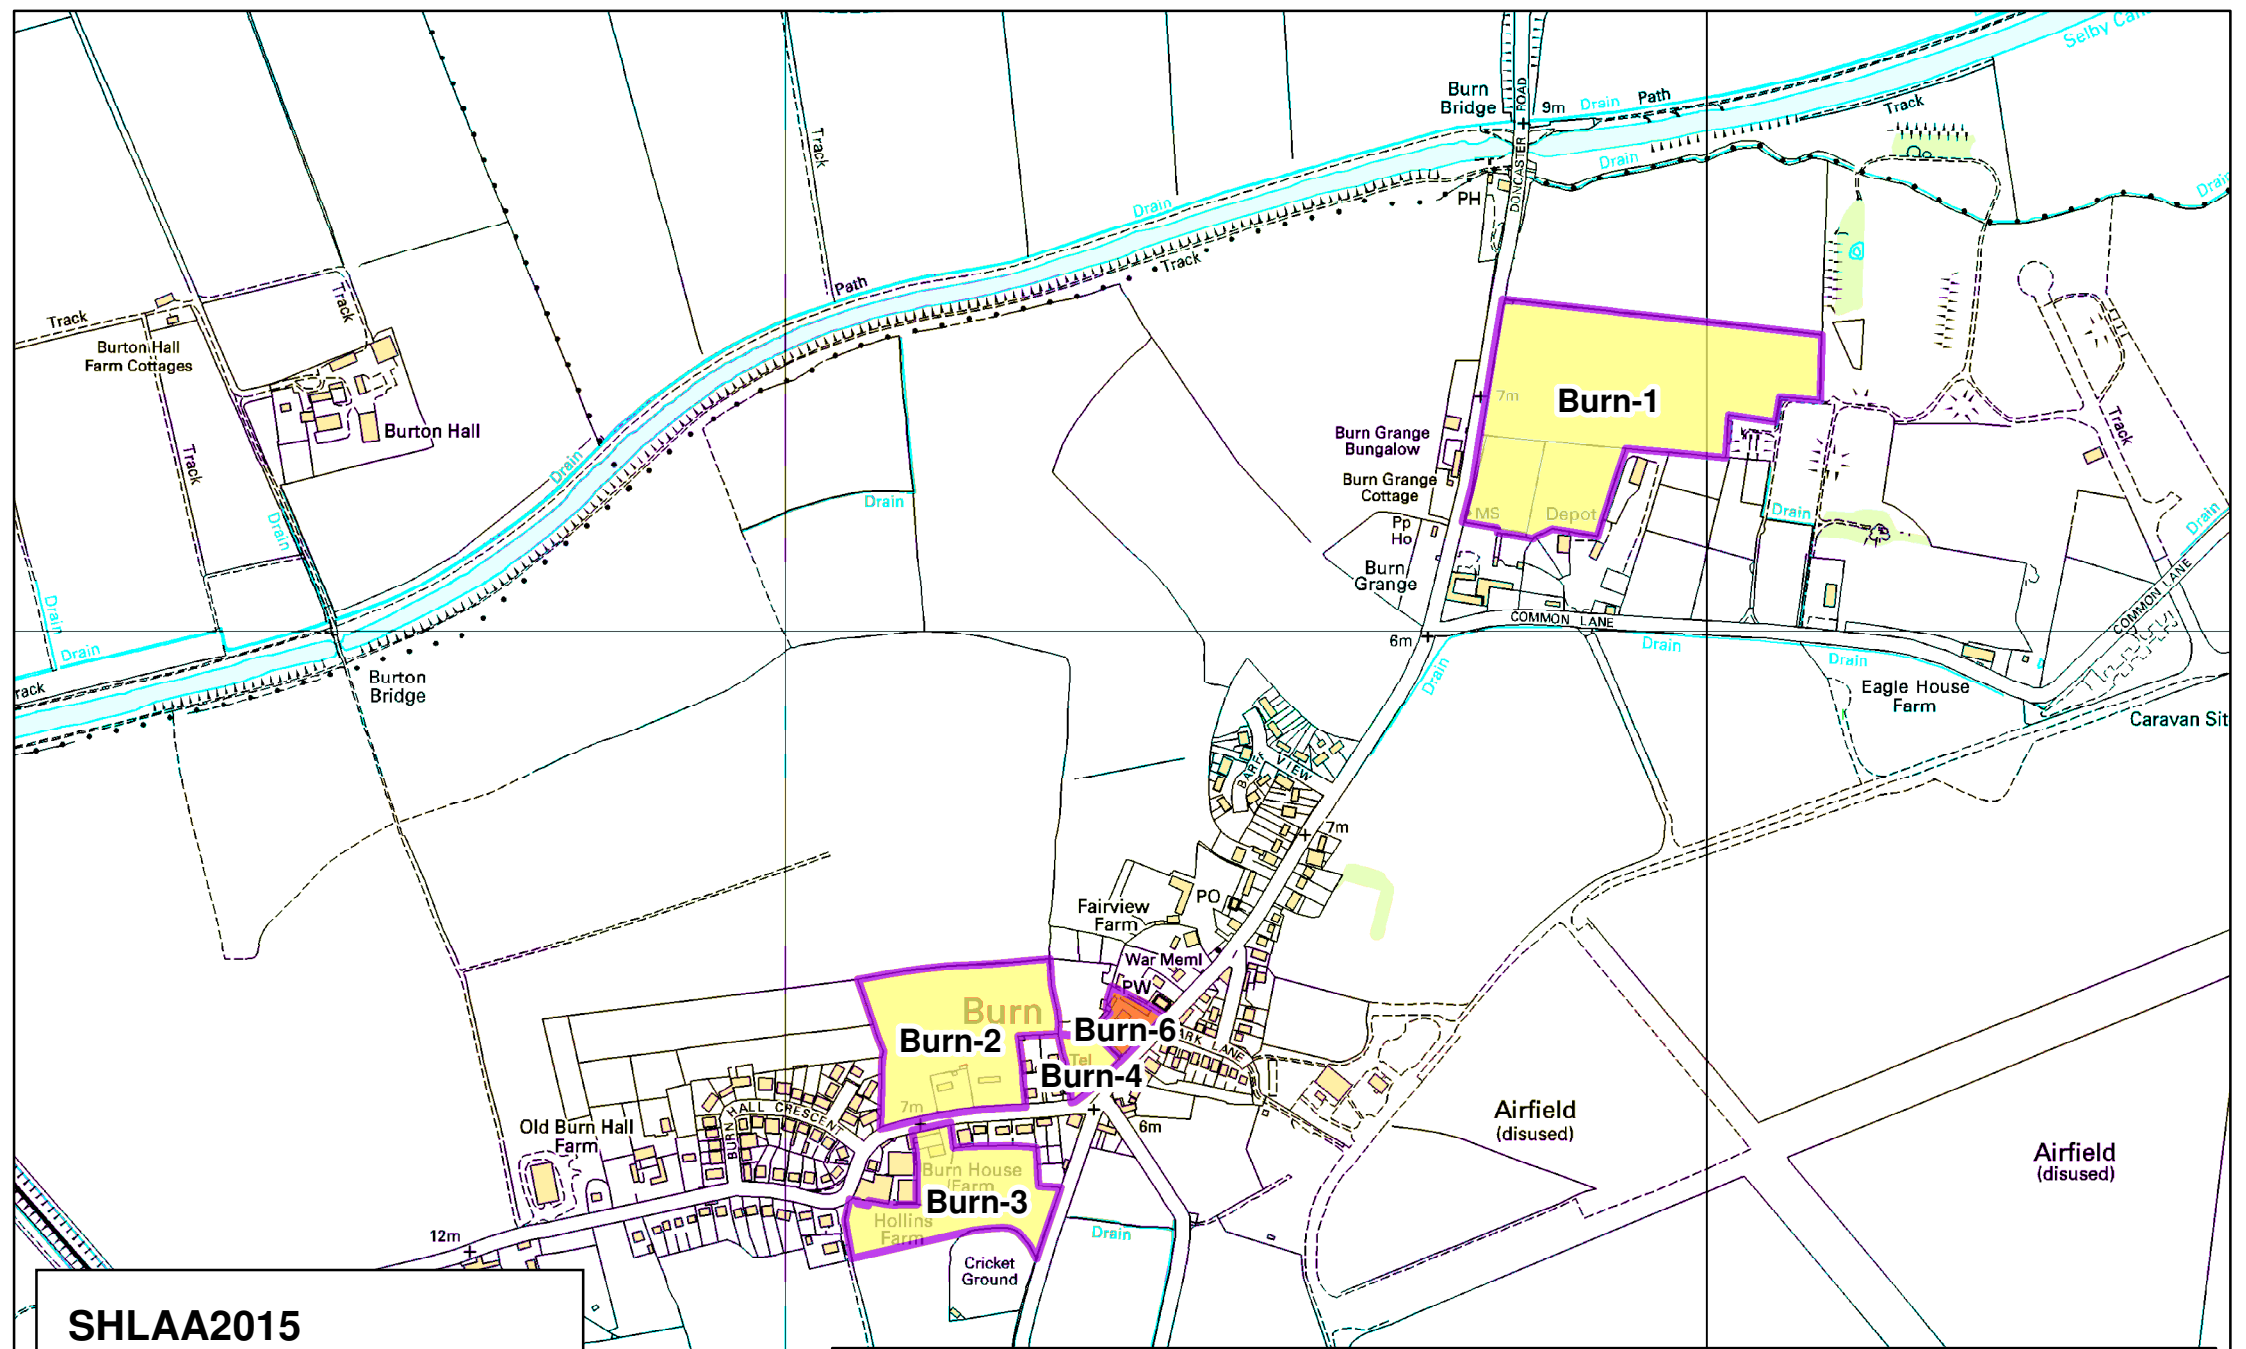 Selby Can
Burn
Bridge
DONCASTER ROAD
9m
Drain
Path
Track
Drain
Drain
Track
PH
Drain
Track
Path
Track
Track
Burton Hall
Farm Cottages
Burton Hall
Track
Drain
Drain
Drain
Drain
Drain
rack
Burton
Bridge
Burn-1
7m
Burn Grange
Bungalow
Burn Grange
Cottage
MS
Depot
Pp
Ho
Burn
Grange
Track
Drain
Drain
COMMON LANE
COMMON LANE
6m
Drain
Drain
Drain
Eagle House
Farm
Caravan Sit
BARFF VIEW
7m
PO
Fairview
Farm
War Meml
PW
Burn
Burn-2
Burn-6
Tel
Burn-4
ARK LANE
7m
6m
BURN HALL CRESCENT
Old Burn Hall
Farm
Burn House
Farm
Burn-3
Hollins
Farm
12m
Drain
Cricket
Ground
Airfield
(disused)
Airfield
(disused)
SHLAA2015